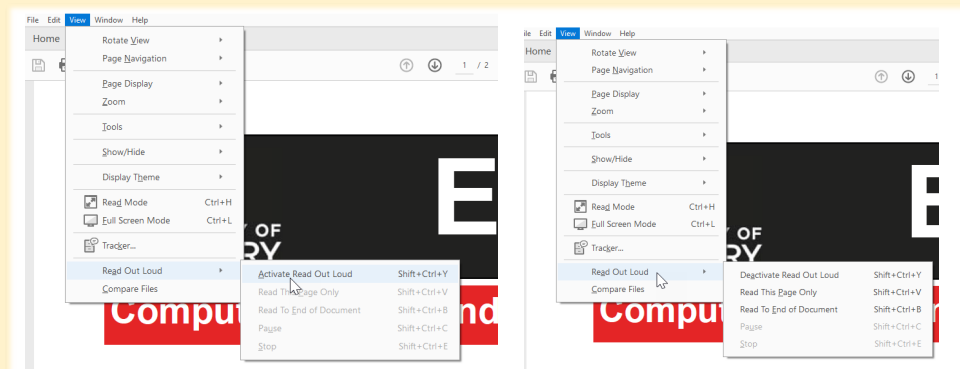 File Edit View Window Help
Home
Rotate View
Page Navigation
1 / 2
Page Display
Zoom
Tools
Show/Hide
Display Theme
Read Mode Ctrl+H
Full Screen Mode Ctrl+L
Tracker...
Read Out Loud
Compare Files
Activate Read Out Loud Shift+Ctrl+Y
Read This Page Only Shift+Ctrl+V
Read To End of Document Shift+Ctrl+B
Pause Shift+Ctrl+C
Stop Shift+Ctrl+E
E
Y OF
RY
Comput nd
ile Edit View Window Help
Home
Rotate View
Page Navigation
1
Page Display
Zoom
Tools
Show/Hide
Display Theme
Read Mode Ctrl+H
Full Screen Mode Ctrl+L
Tracker...
Read Out Loud
Compare Files
Deactivate Read Out Loud Shift+Ctrl+Y
Read This Page Only Shift+Ctrl+V
Read To End of Document Shift+Ctrl+B
Pause Shift+Ctrl+C
Stop Shift+Ctrl+E
OF
RY
Comput